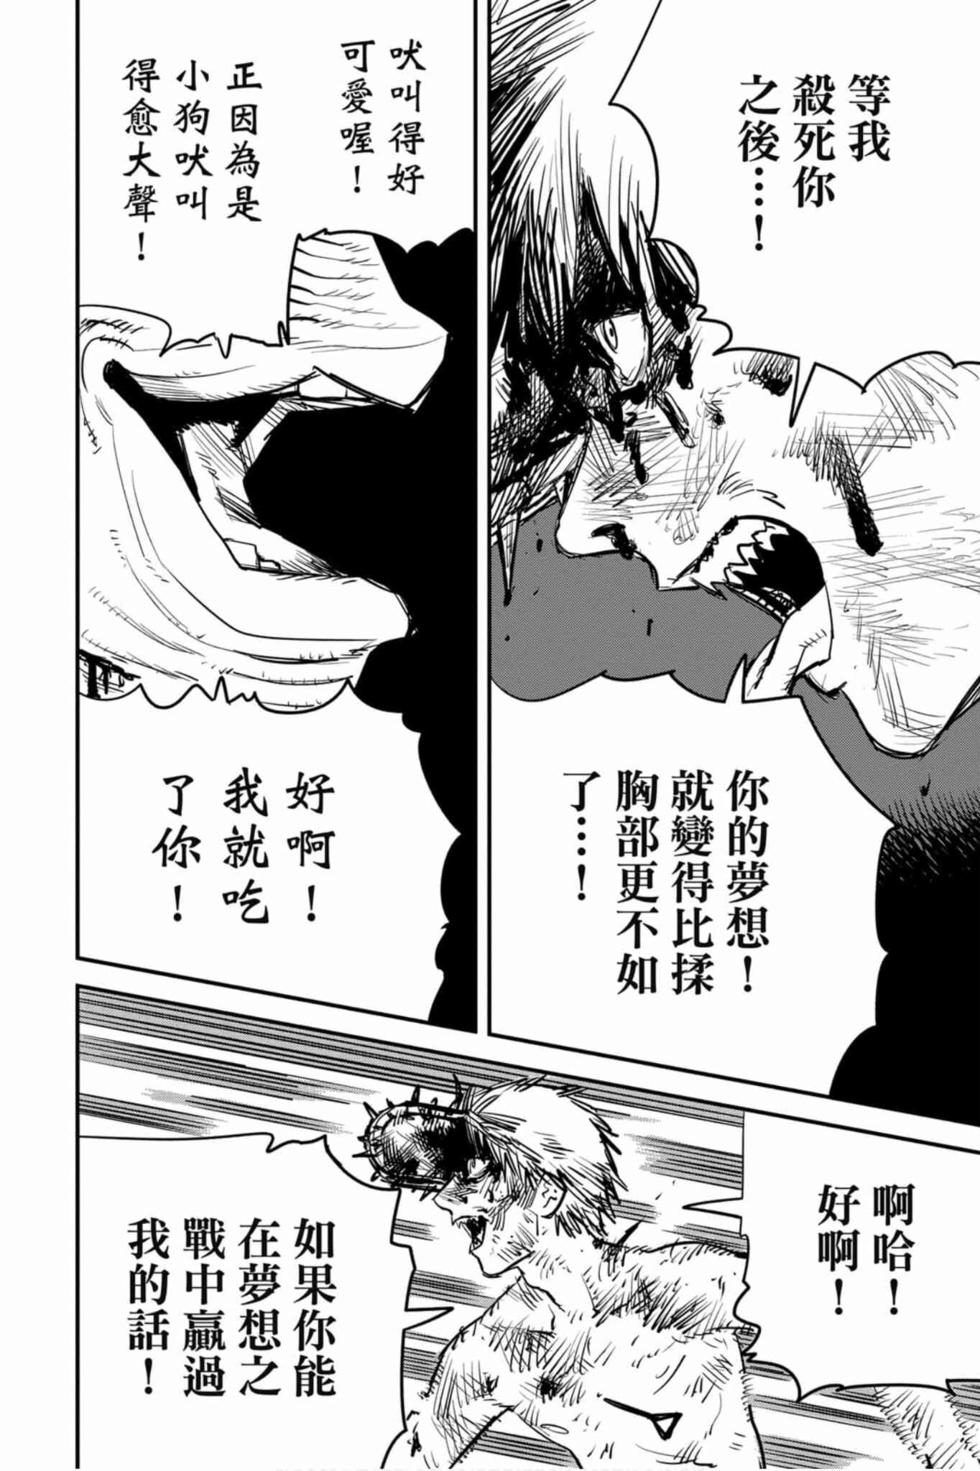 等我
殺死你
之後…！
你的夢想！
就變得比揉
胸部更不如
了…！
吠叫得好
可愛喔！
正因為是
小狗吠叫
得愈大聲！
好啊！
我就吃
了你！
啊哈！
好啊！
如果你能
在夢想之
戰中贏過
我的話！